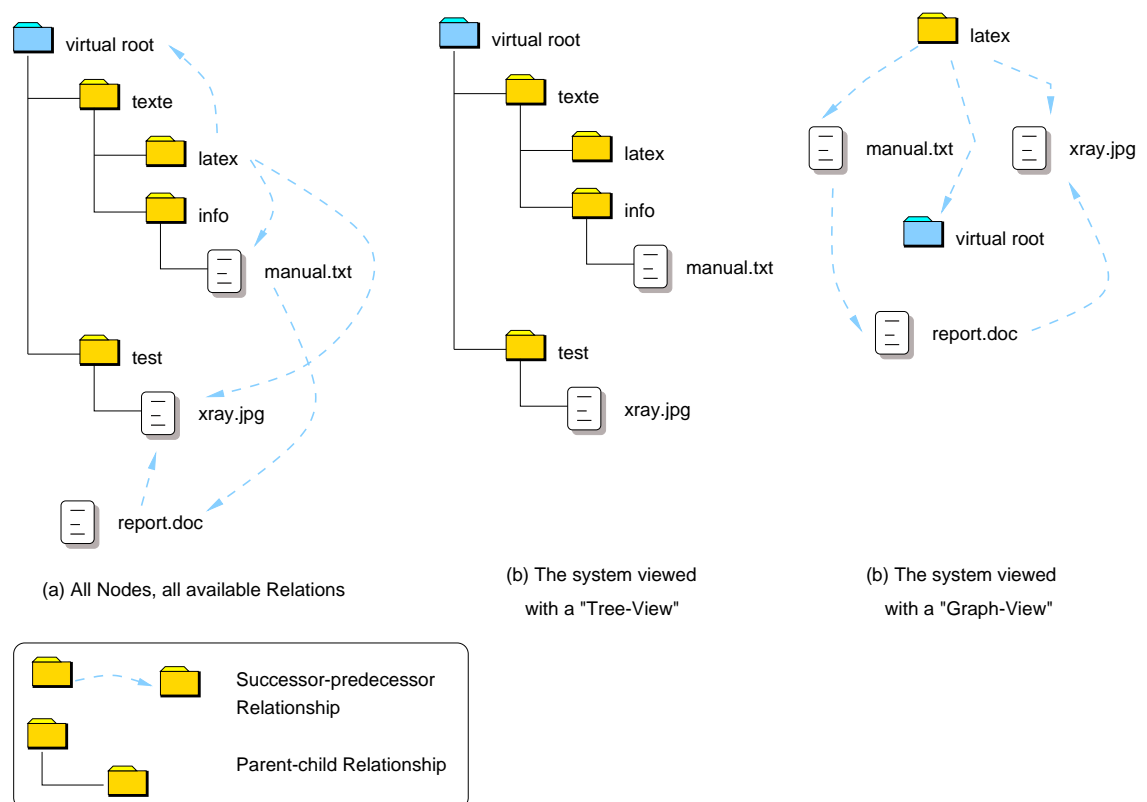 virtual root
texte
latex
info
manual.txt
test
xray.jpg
report.doc
(a) All Nodes, all available Relations
virtual root
texte
latex
info
manual.txt
test
xray.jpg
(b) The system viewed
with a "Tree-View"
latex
manual.txt
xray.jpg
virtual root
report.doc
(b) The system viewed
with a "Graph-View"
Successor-predecessor
Relationship
Parent-child Relationship